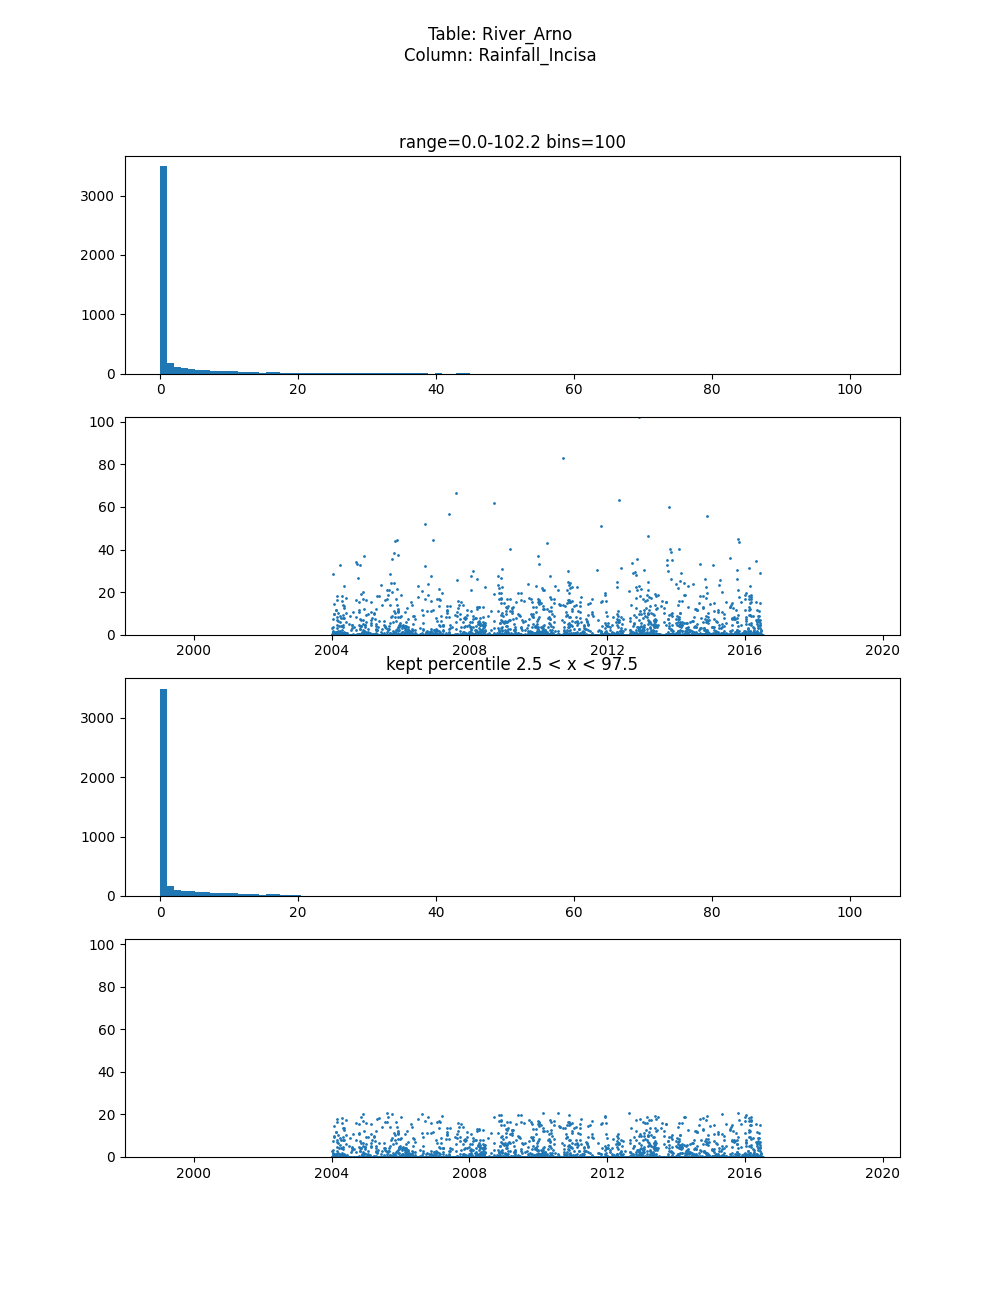 Table: River_Arno
Column: Rainfall_Incisa
range=0.0-102.2 bins=100
3000
2000
1000
0
0 20 40 60 80 100
100
80
60
40
20
0
2000 2004 2008 2012 2016 2020
kept percentile 2.5 < x < 97.5
3000
2000
1000
0
0 20 40 60 80 100
100
80
60
40
20
0
2000 2004 2008 2012 2016 2020